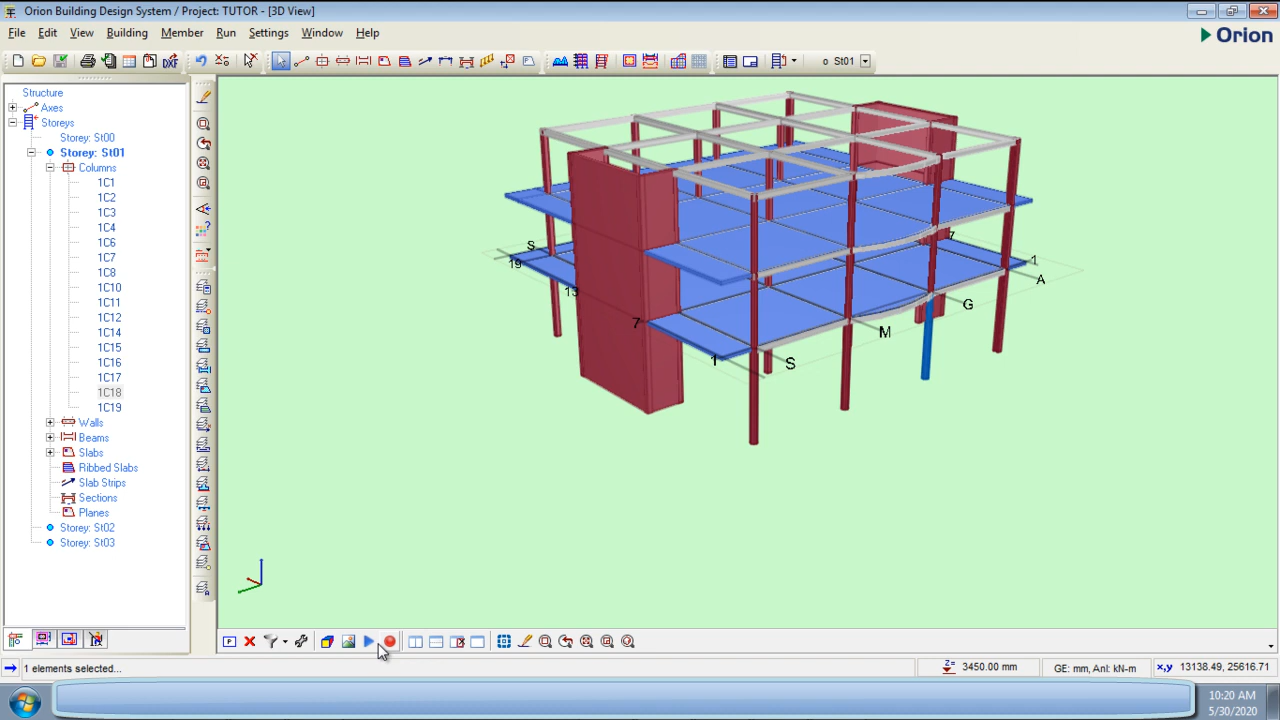 Orion Building Design System / Project: TUTOR - [3D View]
File Edit View Building Member Run Settings Window Help
Orion
DXF
St01
Structure
Axes
Storeys
Storey: St00
Storey: St01
Columns
1C1
1C2
1C3
1C4
1C6
1C7
1C8
1C10
1C11
1C12
1C14
1C15
1C16
1C17
1C18
1C19
Walls
Beams
Slabs
Ribbed Slabs
Slab Strips
Sections
Planes
Storey: St02
Storey: St03
S
19
13
7
1
S
M
G
A
1
7
1 elements selected...
Z= 3450.00 mm
GE: mm, Anl: kN-m
x,y 13138.49, 25616.71
10:20 AM
5/30/2020